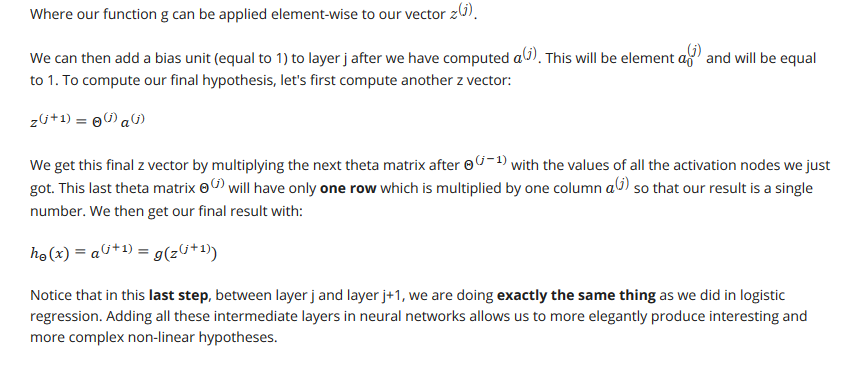 Where our function g can be applied element-wise to our vector z⁽ʲ⁾.
We can then add a bias unit (equal to 1) to layer j after we have computed a⁽ʲ⁾. This will be element a₀⁽ʲ⁾ and will be equal
to 1. To compute our final hypothesis, let's first compute another z vector:
z⁽ʲ⁺¹⁾ = Θ⁽ʲ⁾a⁽ʲ⁾
We get this final z vector by multiplying the next theta matrix after Θ⁽ʲ⁻¹⁾ with the values of all the activation nodes we just
got. This last theta matrix Θ⁽ʲ⁾ will have only one row which is multiplied by one column a⁽ʲ⁾ so that our result is a single
number. We then get our final result with:
h_Θ(x) = a⁽ʲ⁺¹⁾ = g(z⁽ʲ⁺¹⁾)
Notice that in this last step, between layer j and layer j+1, we are doing exactly the same thing as we did in logistic
regression. Adding all these intermediate layers in neural networks allows us to more elegantly produce interesting and
more complex non-linear hypotheses.